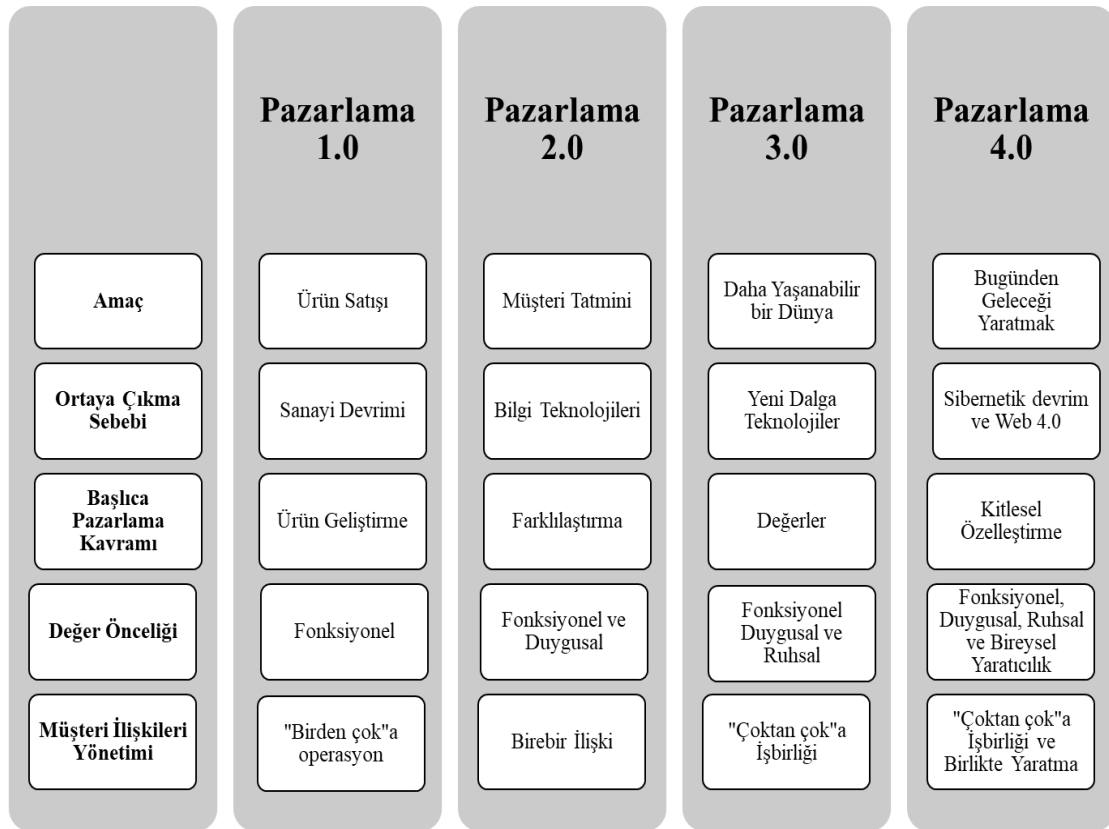 Pazarlama
1.0
Pazarlama
2.0
Pazarlama
3.0
Pazarlama
4.0
Amaç
Ürün Satışı
Müşteri Tatmini
Daha Yaşanabilir
bir Dünya
Bugünden
Geleceği
Yaratmak
Ortaya Çıkma
Sebebi
Sanayi Devrimi
Bilgi Teknolojileri
Yeni Dalga
Teknolojiler
Sibernetik devrim
ve Web 4.0
Başlıca
Pazarlama
Kavramı
Ürün Geliştirme
Farklılaştırma
Değerler
Kitlesel
Özelleştirme
Değer Önceliği
Fonksiyonel
Fonksiyonel ve
Duygusal
Fonksiyonel
Duygusal ve
Ruhsal
Fonksiyonel,
Duygusal, Ruhsal
ve Bireysel
Yaratıcılık
Müşteri İlişkileri
Yönetimi
"Birden çok"a
operasyon
Birebir İlişki
"Çoktan çok"a
İşbirliği
"Çoktan çok"a
İşbirliği ve
Birlikte Yaratma